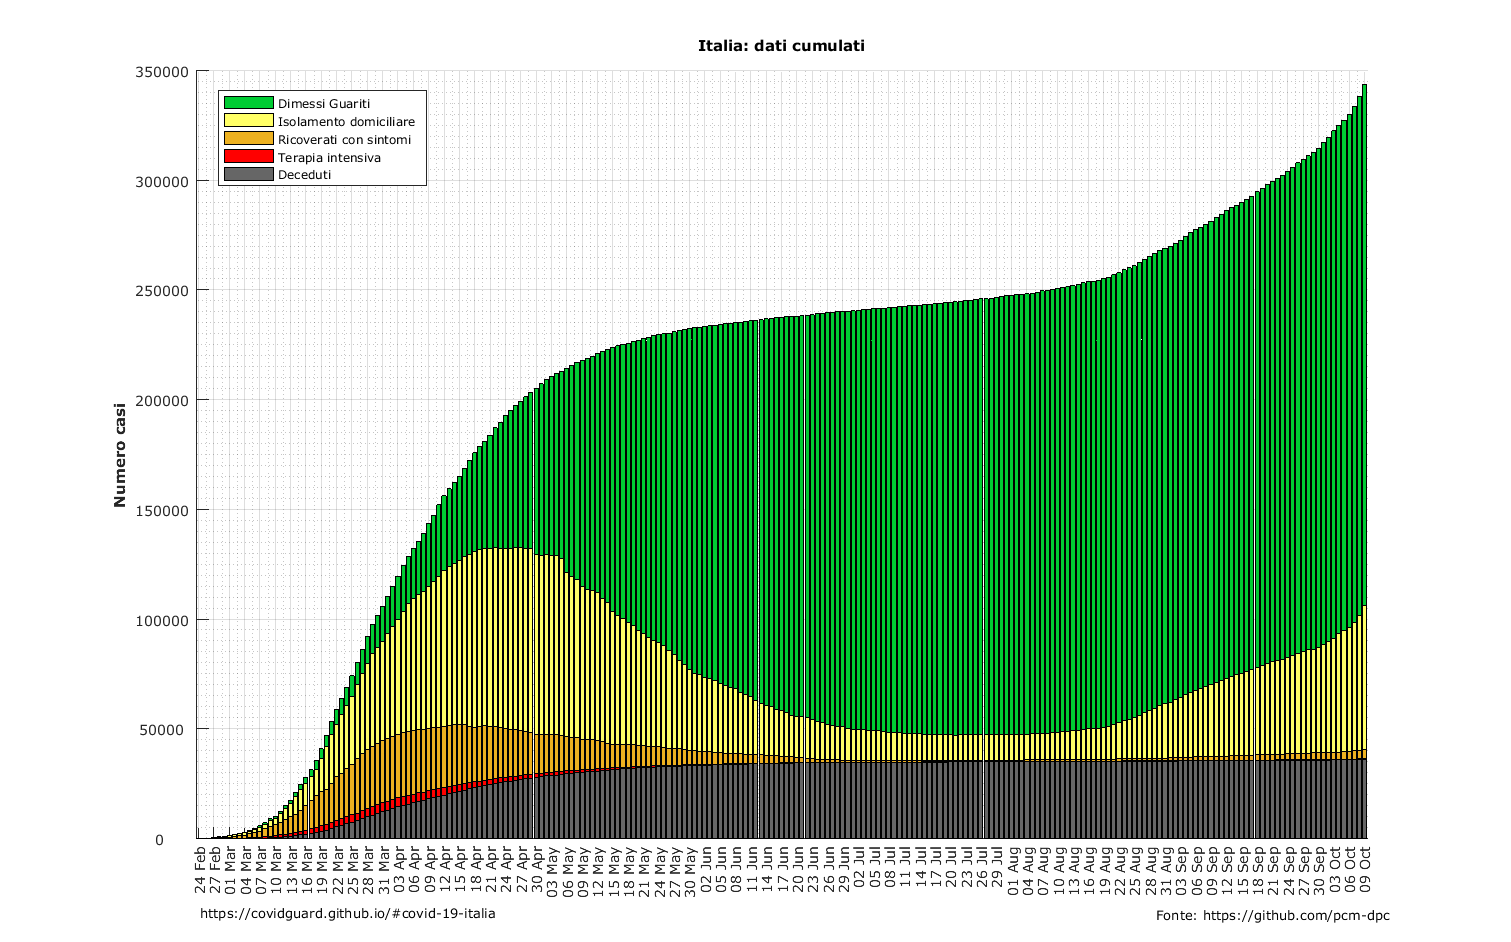 Italia: dati cumulati
350000
300000
250000
200000
150000
100000
50000
0
Numero casi
Dimessi Guariti
Isolamento domiciliare
Ricoverati con sintomi
Terapia intensiva
Deceduti
24 Feb
27 Feb
01 Mar
04 Mar
07 Mar
10 Mar
13 Mar
16 Mar
19 Mar
22 Mar
25 Mar
28 Mar
31 Mar
03 Apr
06 Apr
09 Apr
12 Apr
15 Apr
18 Apr
21 Apr
24 Apr
27 Apr
30 Apr
03 May
06 May
09 May
12 May
15 May
18 May
21 May
24 May
27 May
30 May
02 Jun
05 Jun
08 Jun
11 Jun
14 Jun
17 Jun
20 Jun
23 Jun
26 Jun
29 Jun
02 Jul
05 Jul
08 Jul
11 Jul
14 Jul
17 Jul
20 Jul
23 Jul
26 Jul
29 Jul
01 Aug
04 Aug
07 Aug
10 Aug
13 Aug
16 Aug
19 Aug
22 Aug
25 Aug
28 Aug
31 Aug
03 Sep
06 Sep
09 Sep
12 Sep
15 Sep
18 Sep
21 Sep
24 Sep
27 Sep
30 Sep
03 Oct
06 Oct
09 Oct
https://covidguard.github.io/#covid-19-italia
Fonte: https://github.com/pcm-dpc